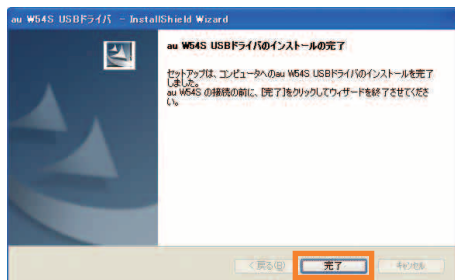 au W54S USBドライバ - InstallShield Wizard
au W54S USBドライバのインストールの完了
セットアップは、コンピュータへのau W54S USBドライバのインストールを完了
しました。
au W54S の接続の前に、[完了]をクリックしてウィザードを終了させてくださ
い。
< 戻る(B)
完了
キャンセル